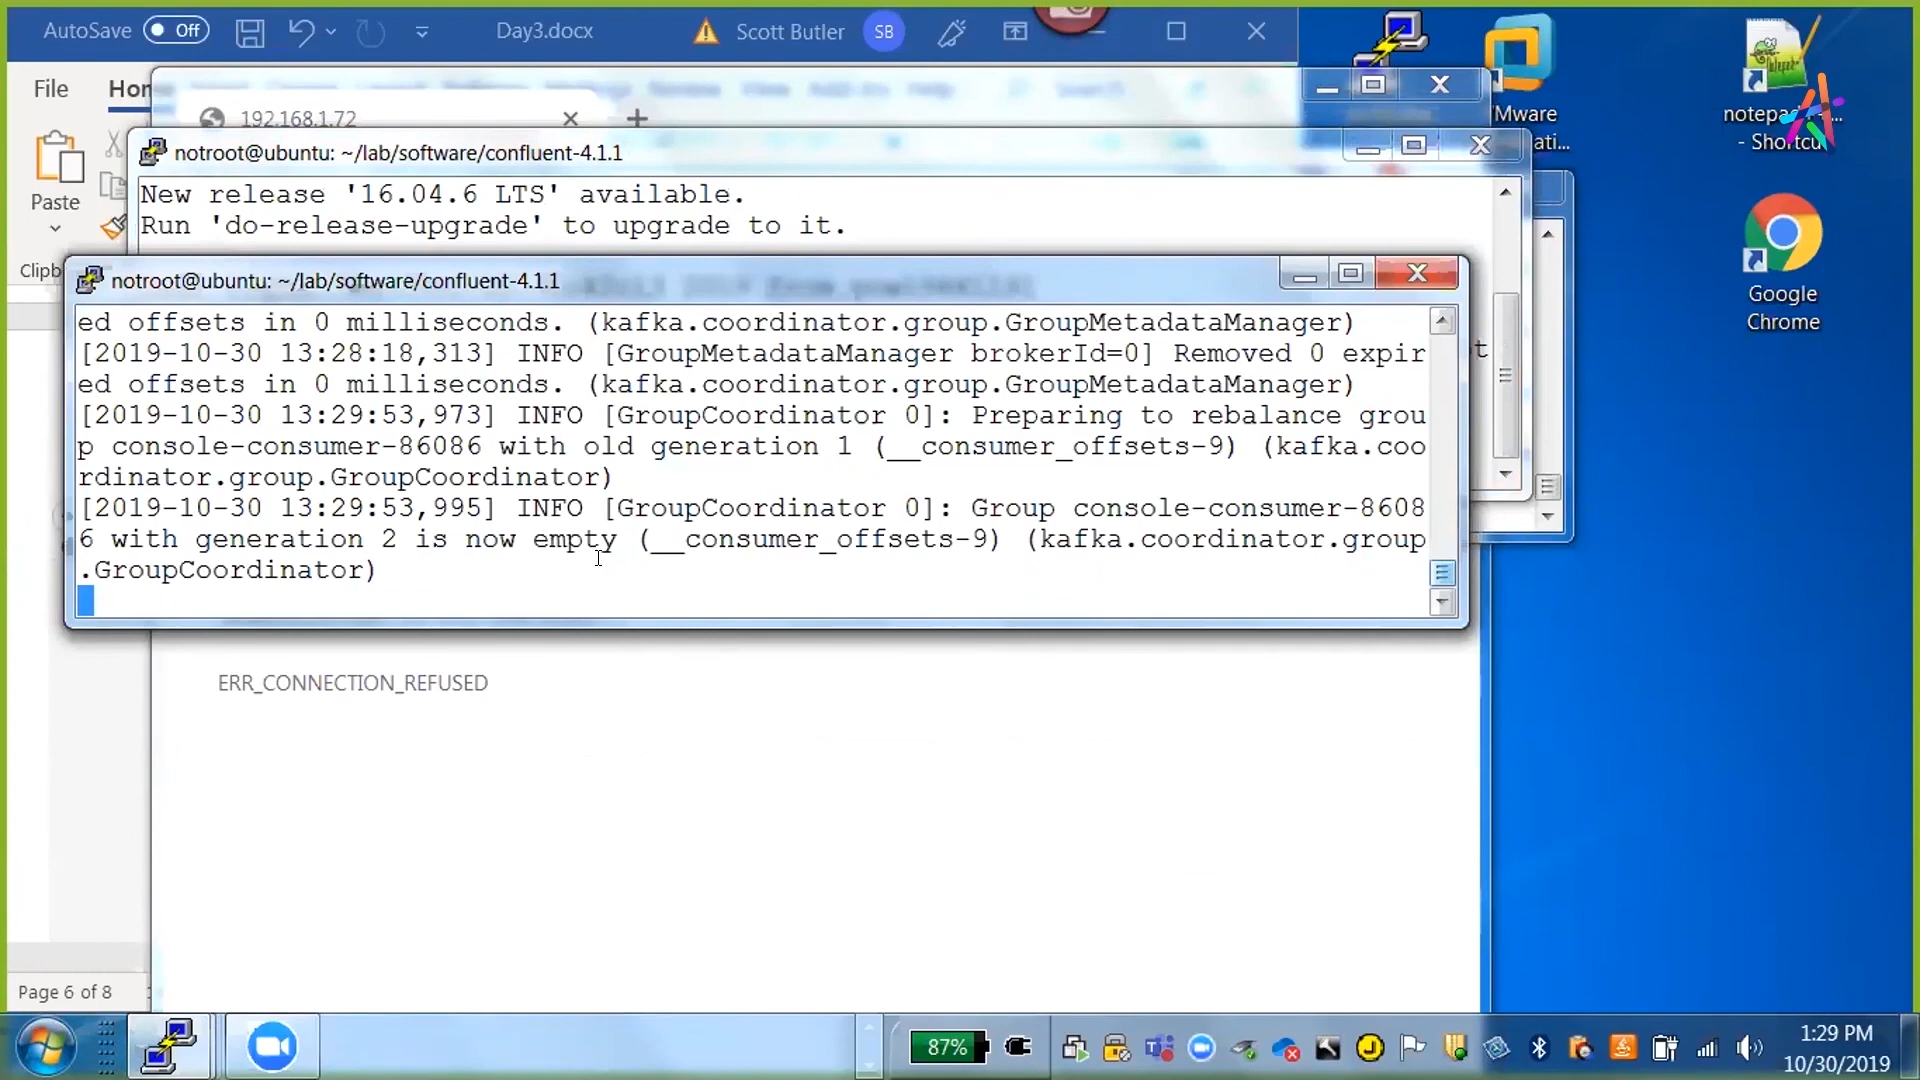 AutoSave Off Day3.docx Scott Butler SB
File Hom
192.168.1.72
Paste
Clipb
notroot@ubuntu: ~/lab/software/confluent-4.1.1
New release '16.04.6 LTS' available.
Run 'do-release-upgrade' to upgrade to it.
notroot@ubuntu: ~/lab/software/confluent-4.1.1
ed offsets in 0 milliseconds. (kafka.coordinator.group.GroupMetadataManager)
[2019-10-30 13:28:18,313] INFO [GroupMetadataManager brokerId=0] Removed 0 expir
ed offsets in 0 milliseconds. (kafka.coordinator.group.GroupMetadataManager)
[2019-10-30 13:29:53,973] INFO [GroupCoordinator 0]: Preparing to rebalance grou
p console-consumer-86086 with old generation 1 (__consumer_offsets-9) (kafka.coo
rdinator.group.GroupCoordinator)
[2019-10-30 13:29:53,995] INFO [GroupCoordinator 0]: Group console-consumer-8608
6 with generation 2 is now empty (__consumer_offsets-9) (kafka.coordinator.group
.GroupCoordinator)
ERR_CONNECTION_REFUSED
Page 6 of 8
Mware
ati...
notepad
- Shortcu
Google
Chrome
87%
1:29 PM
10/30/2019